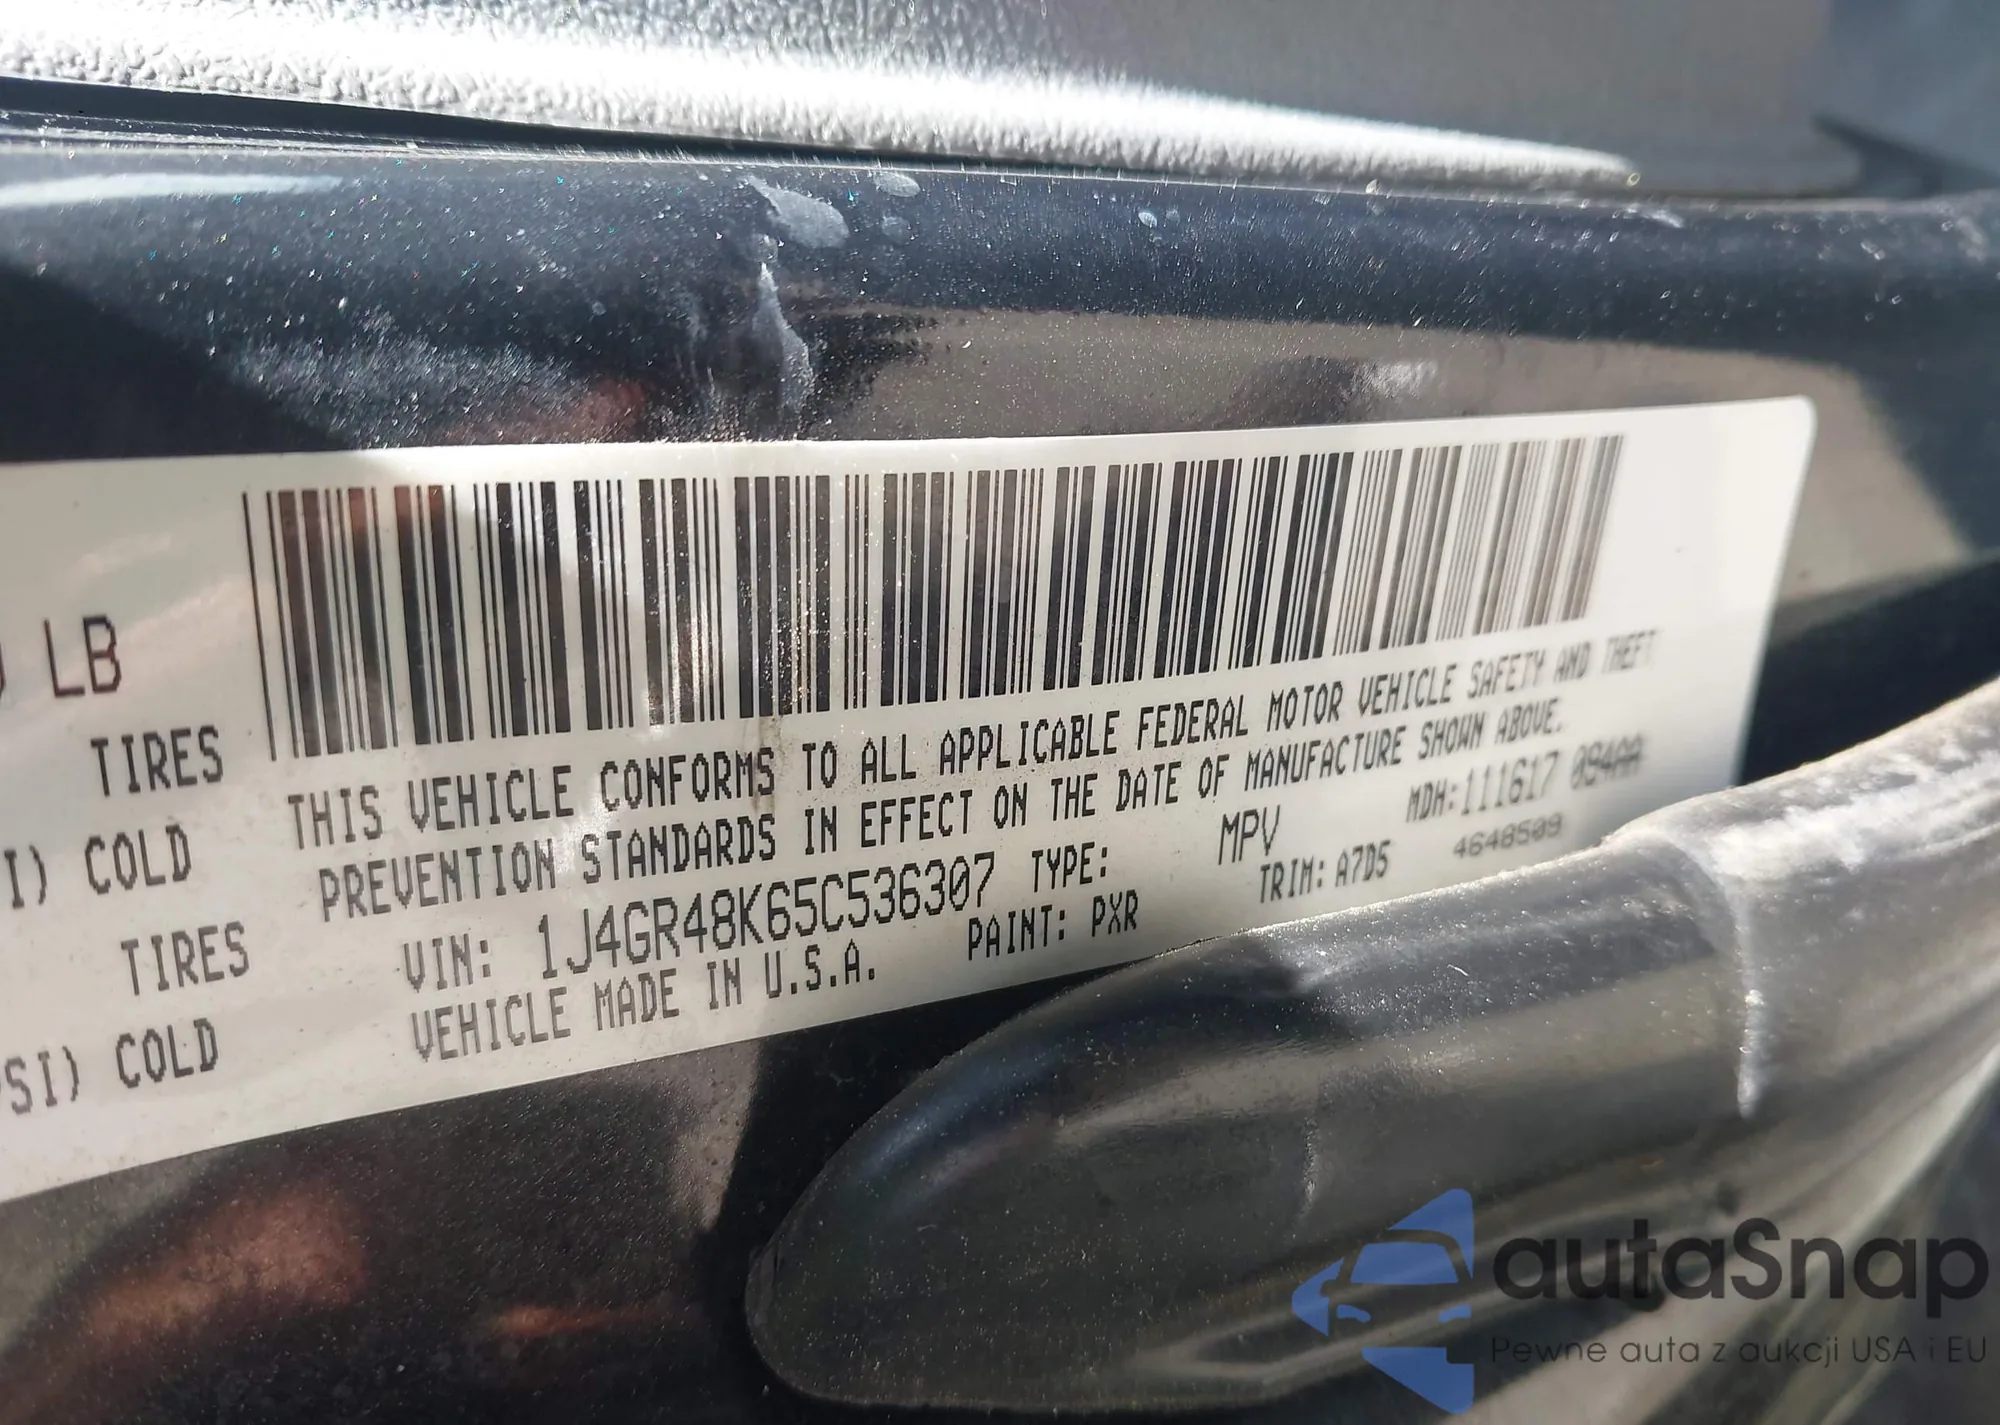 LB
TIRES
I) COLD
TIRES
SI) COLD
THIS VEHICLE CONFORMS TO ALL APPLICABLE FEDERAL MOTOR VEHICLE SAFETY AND THEFT
PREVENTION STANDARDS IN EFFECT ON THE DATE OF MANUFACTURE SHOWN ABOVE.
VIN: 1J4GR48K65C536307 TYPE: MPV MDH:111617 094AA
VEHICLE MADE IN U.S.A. PAINT: PXR TRIM: A7D5 4648509
autaSnap
Pewne auta z aukcji USA i EU